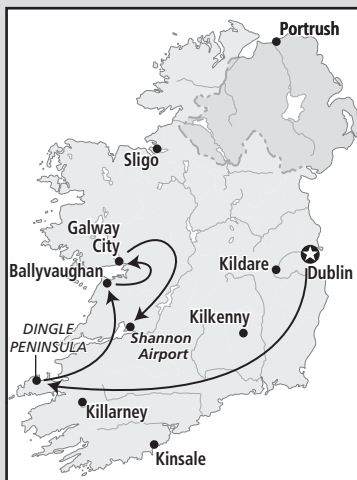 Portrush
Sligo
Galway
City
Ballyvaughan
Kildare
Dublin
DINGLE
PENINSULA
Shannon
Airport
Kilkenny
Killarney
Kinsale